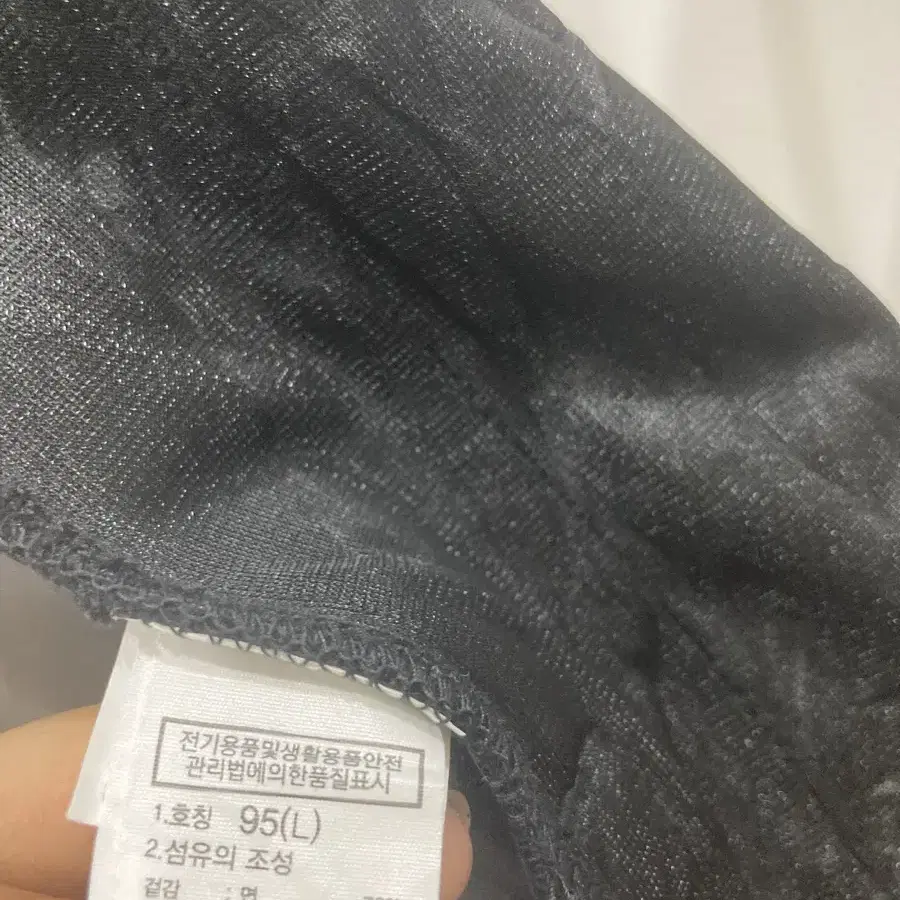 전기용품및생활용품안전
관리법에의한품질표시
1.호칭 95(L)
2.섬유의 조성
겉감 : 면